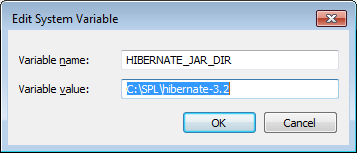 Edit System Variable
Variable name: HIBERNATE_JAR_DIR
Variable value: C:\SPL\hibernate-3.2
OK Cancel